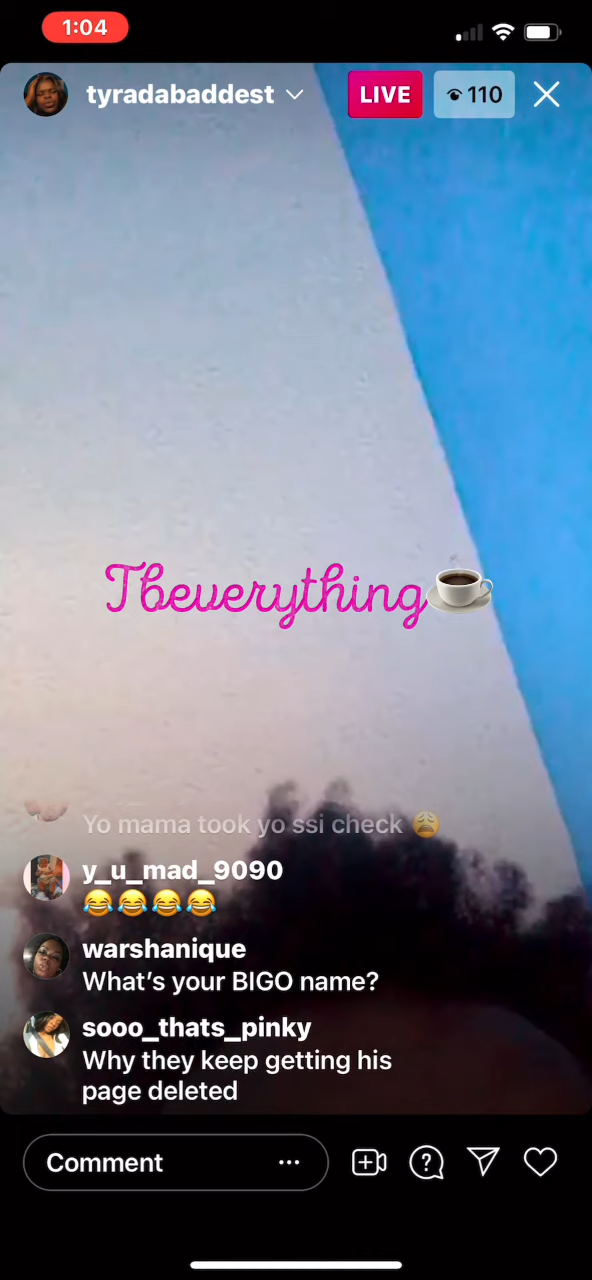 1:04
tyradabaddest
LIVE
110
Tbeverything☕
Yo mama took yo ssi check 😩
y_u_mad_9090
😂😂😂😂
warshanique
What's your BIGO name?
sooo_thats_pinky
Why they keep getting his
page deleted
Comment